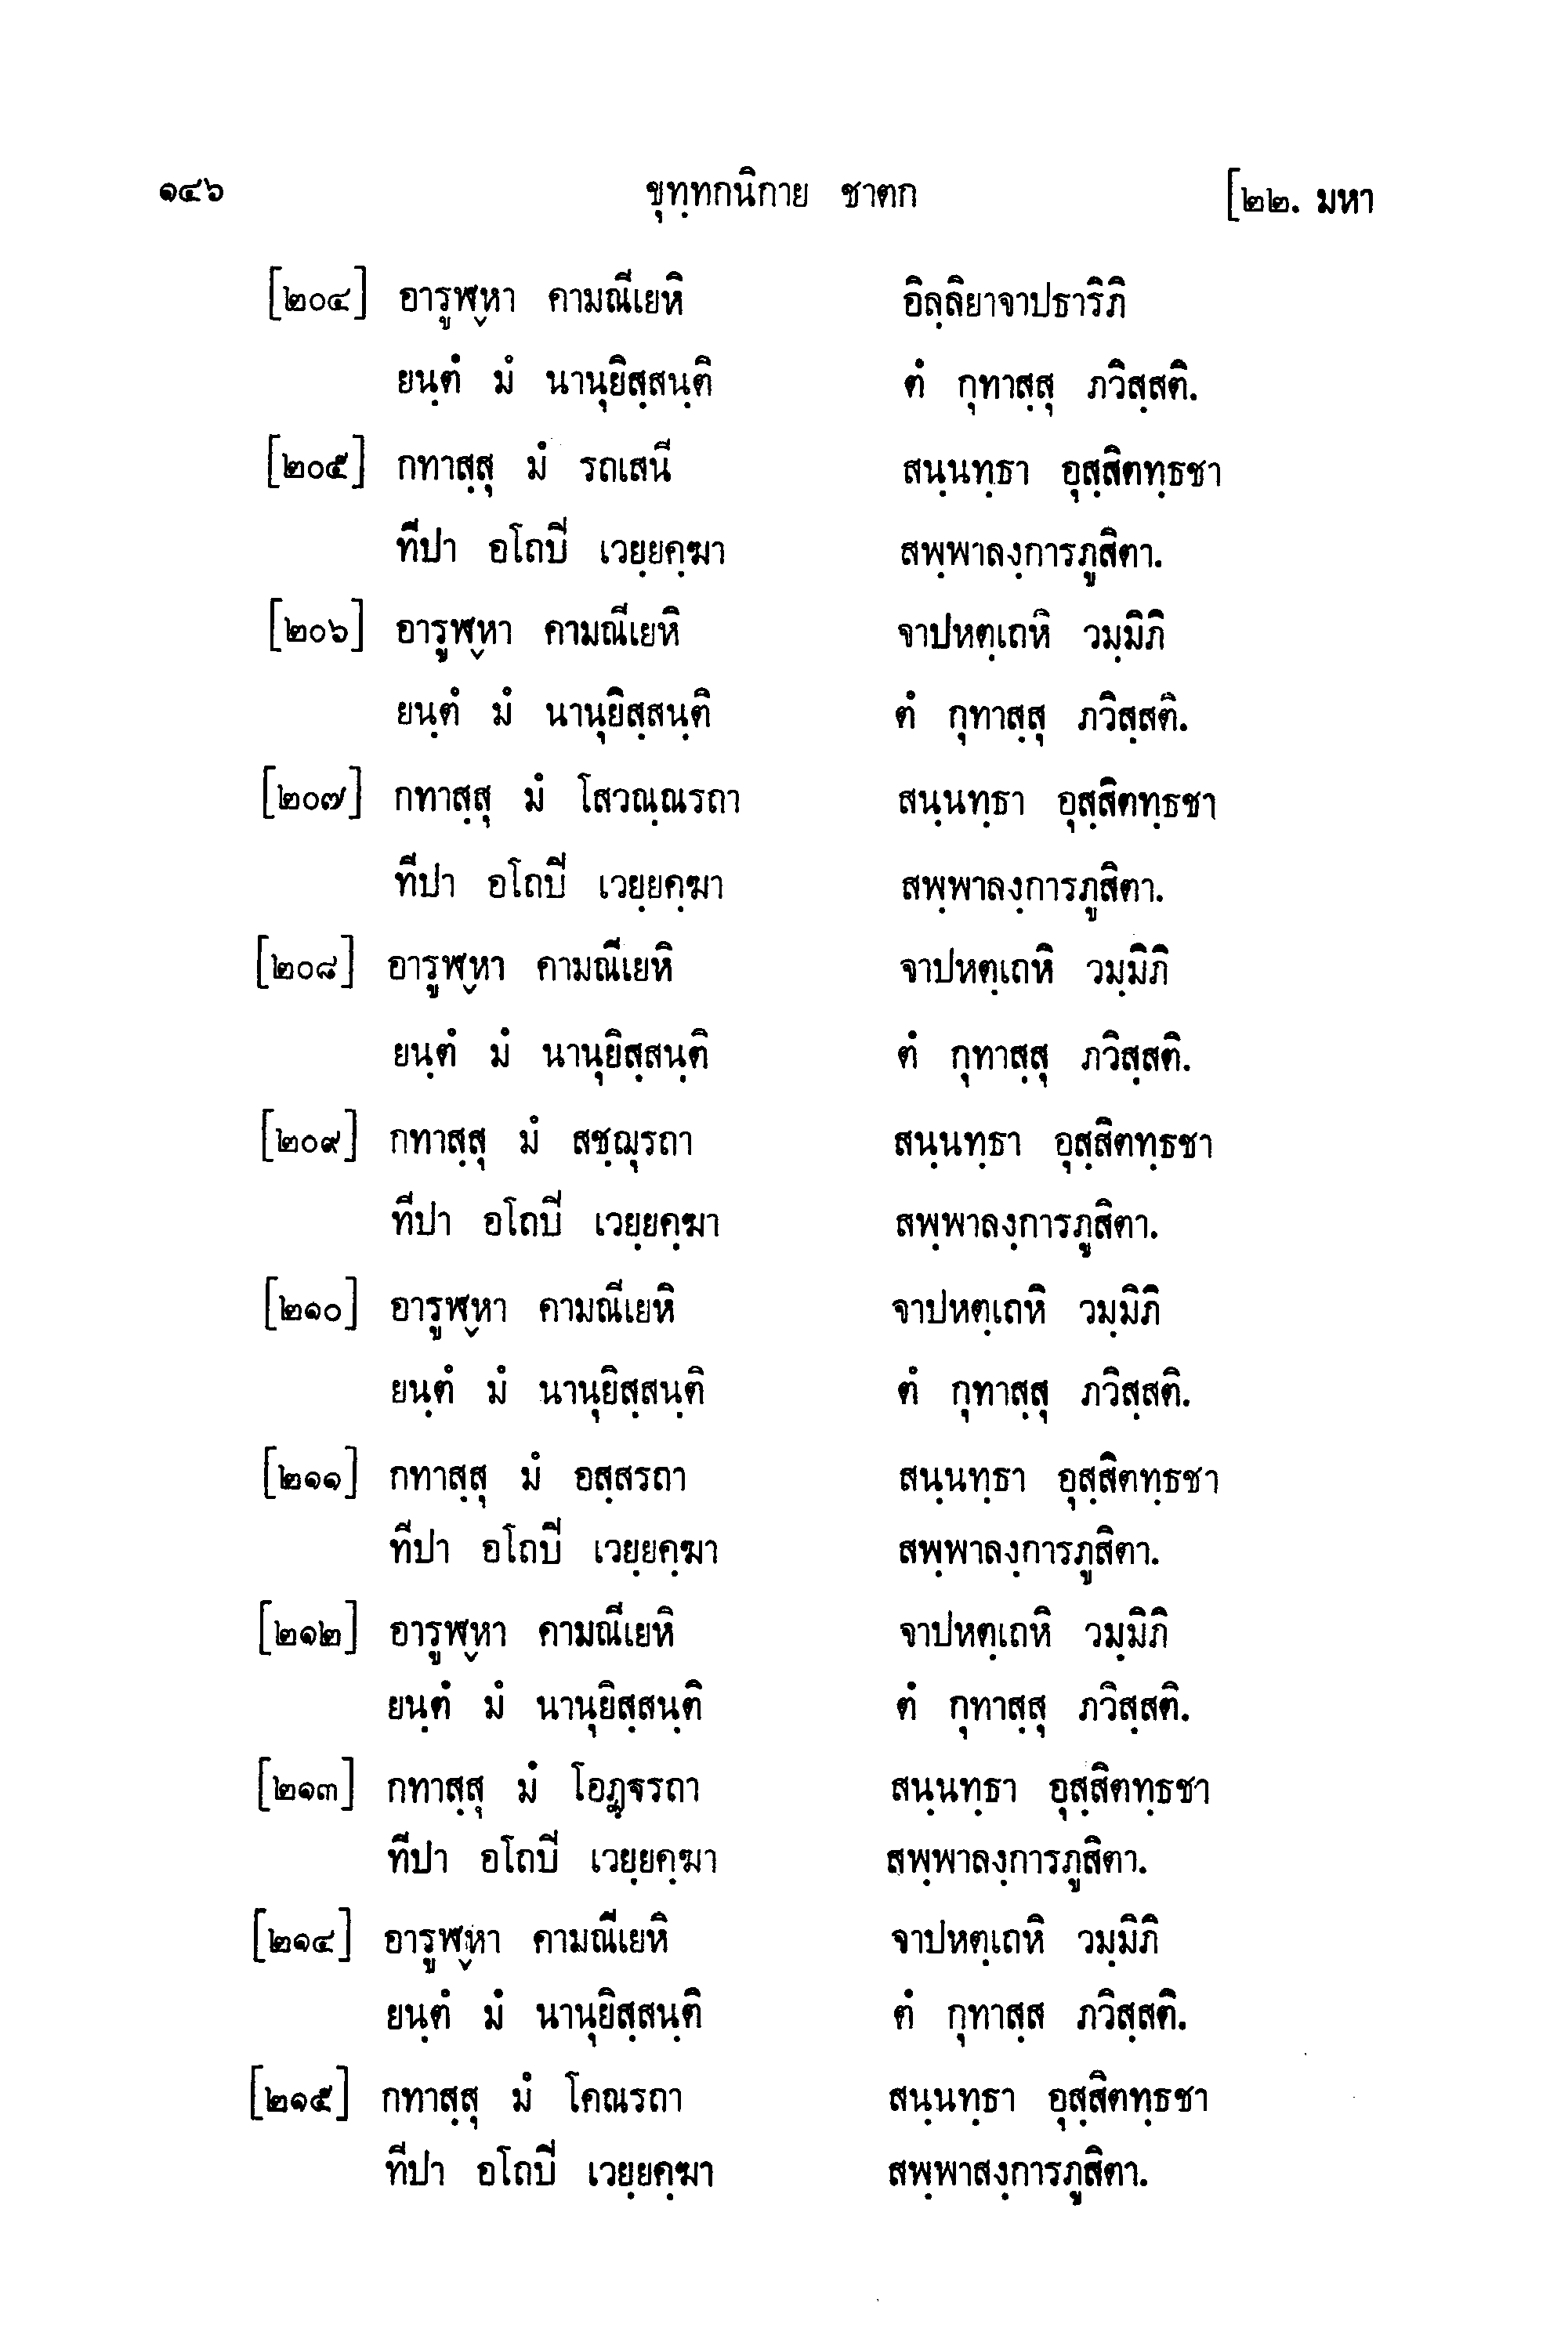 ๑๔๖ ขุทฺทกนิกาย ชาตก [๒๒. มหา
[๒๐๔] อารูฬฺหา คามณีเยหิ อิลฺลิยาจาปธาริภิ
ยนฺตํ มํ นานุยิสฺสนฺติ ตํ กุทาสฺสุ ภวิสฺสติ.
[๒๐๕] กทาสฺสุ มํ รถเสนี สนฺนทฺธา อุสฺสิตทฺธชา
ทีปา อโถบี เวยฺยคฺฆา สพฺพาลงฺการภูสิตา.
[๒๐๖] อารูฬฺหา คามณีเยหิ จาปหตฺเถหิ วมฺมิภิ
ยนฺตํ มํ นานุยิสฺสนฺติ ตํ กุทาสฺสุ ภวิสฺสติ.
[๒๐๗] กทาสฺสุ มํ โสวณฺณรถา สนฺนทฺธา อุสฺสิตทฺธชา
ทีปา อโถบี เวยฺยคฺฆา สพฺพาลงฺการภูสิตา.
[๒๐๘] อารูฬฺหา คามณีเยหิ จาปหตฺเถหิ วมฺมิภิ
ยนฺตํ มํ นานุยิสฺสนฺติ ตํ กุทาสฺสุ ภวิสฺสติ.
[๒๐๙] กทาสฺสุ มํ สชฺฌุรถา สนฺนทฺธา อุสฺสิตทฺธชา
ทีปา อโถบี เวยฺยคฺฆา สพฺพาลงฺการภูสิตา.
[๒๑๐] อารูฬฺหา คามณีเยหิ จาปหตฺเถหิ วมฺมิภิ
ยนฺตํ มํ นานุยิสฺสนฺติ ตํ กุทาสฺสุ ภวิสฺสติ.
[๒๑๑] กทาสฺสุ มํ อสฺสรถา สนฺนทฺธา อุสฺสิตทฺธชา
ทีปา อโถบี เวยฺยคฺฆา สพฺพาลงฺการภูสิตา.
[๒๑๒] อารูฬฺหา คามณีเยหิ จาปหตฺเถหิ วมฺมิภิ
ยนฺตํ มํ นานุยิสฺสนฺติ ตํ กุทาสฺสุ ภวิสฺสติ.
[๒๑๓] กทาสฺสุ มํ โอฏฺฐรถา สนฺนทฺธา อุสฺสิตทฺธชา
ทีปา อโถบี เวยฺยคฺฆา สพฺพาลงฺการภูสิตา.
[๒๑๔] อารูฬฺหา คามณีเยหิ จาปหตฺเถหิ วมฺมิภิ
ยนฺตํ มํ นานุยิสฺสนฺติ ตํ กุทาสฺส ภวิสฺสติ.
[๒๑๕] กทาสฺสุ มํ โคณรถา สนฺนทฺธา อุสฺสิตทฺธชา
ทีปา อโถบี เวยฺยคฺฆา สพฺพาสงฺการภูสิตา.